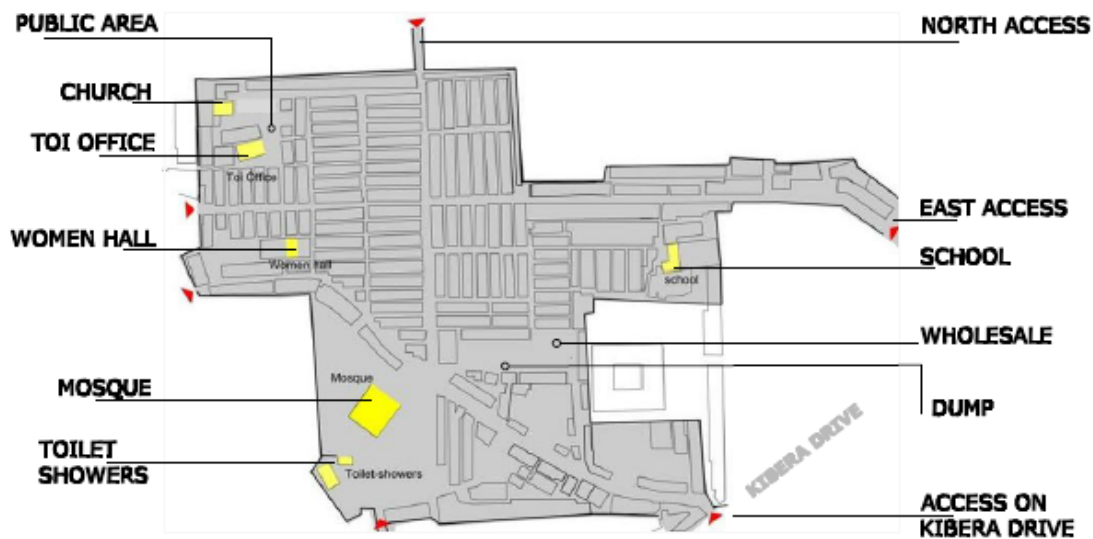 PUBLIC AREA
NORTH ACCESS
CHURCH
TOI OFFICE
Toi Office
EAST ACCESS
WOMEN HALL
Women hall
SCHOOL
school
WHOLESALE
Mosque
MOSQUE
DUMP
KIBERA DRIVE
TOILET
SHOWERS
Toilet-showers
ACCESS ON
KIBERA DRIVE